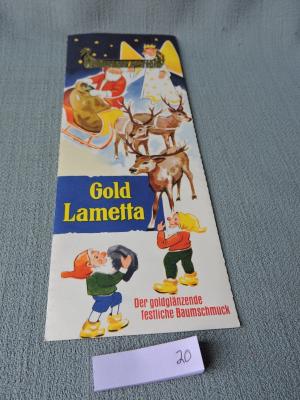 Gold
Lametta
Der goldglänzende
festliche Baumschmuck
20